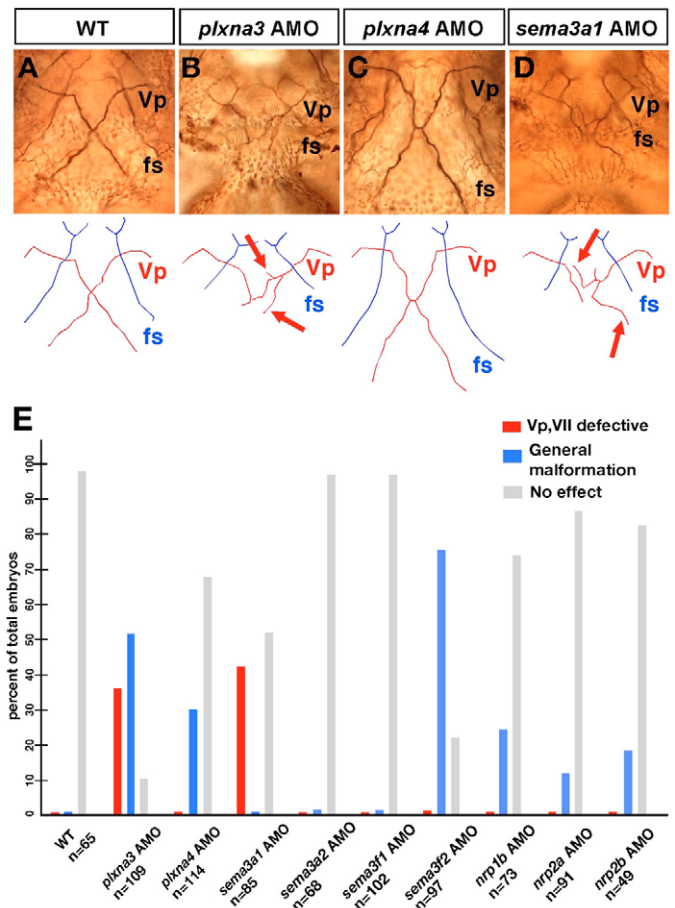 WT
plxna3 AMO
plxna4 AMO
sema3a1 AMO
A
B
C
D
Vp
fs
Vp
fs
Vp
fs
Vp
fs
Vp
fs
Vp
fs
Vp
fs
Vp
fs
E
Vp,VII defective
General
malformation
No effect
percent of total embryos
100
90
80
70
60
50
40
30
20
10
0
WT
n=65
plxna3 AMO
n=109
plxna4 AMO
n=114
sema3a1 AMO
n=85
sema3a2 AMO
n=68
sema3f1 AMO
n=102
sema3f2 AMO
n=97
nrp1b AMO
n=73
nrp2a AMO
n=91
nrp2b AMO
n=49